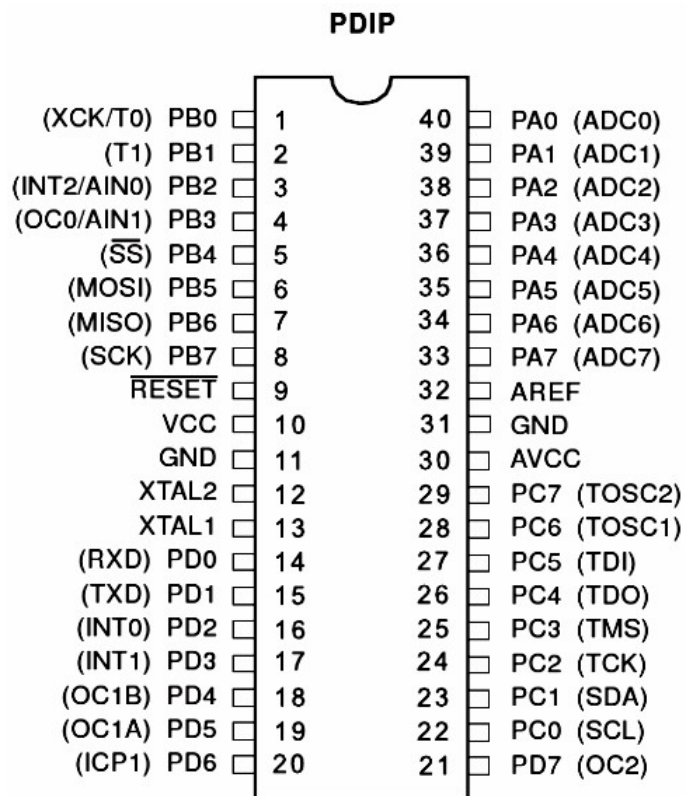 PDIP
(XCK/T0) PB0 1 40 PA0 (ADC0)
(T1) PB1 2 39 PA1 (ADC1)
(INT2/AIN0) PB2 3 38 PA2 (ADC2)
(OC0/AIN1) PB3 4 37 PA3 (ADC3)
(SS) PB4 5 36 PA4 (ADC4)
(MOSI) PB5 6 35 PA5 (ADC5)
(MISO) PB6 7 34 PA6 (ADC6)
(SCK) PB7 8 33 PA7 (ADC7)
RESET 9 32 AREF
VCC 10 31 GND
GND 11 30 AVCC
XTAL2 12 29 PC7 (TOSC2)
XTAL1 13 28 PC6 (TOSC1)
(RXD) PD0 14 27 PC5 (TDI)
(TXD) PD1 15 26 PC4 (TDO)
(INT0) PD2 16 25 PC3 (TMS)
(INT1) PD3 17 24 PC2 (TCK)
(OC1B) PD4 18 23 PC1 (SDA)
(OC1A) PD5 19 22 PC0 (SCL)
(ICP1) PD6 20 21 PD7 (OC2)